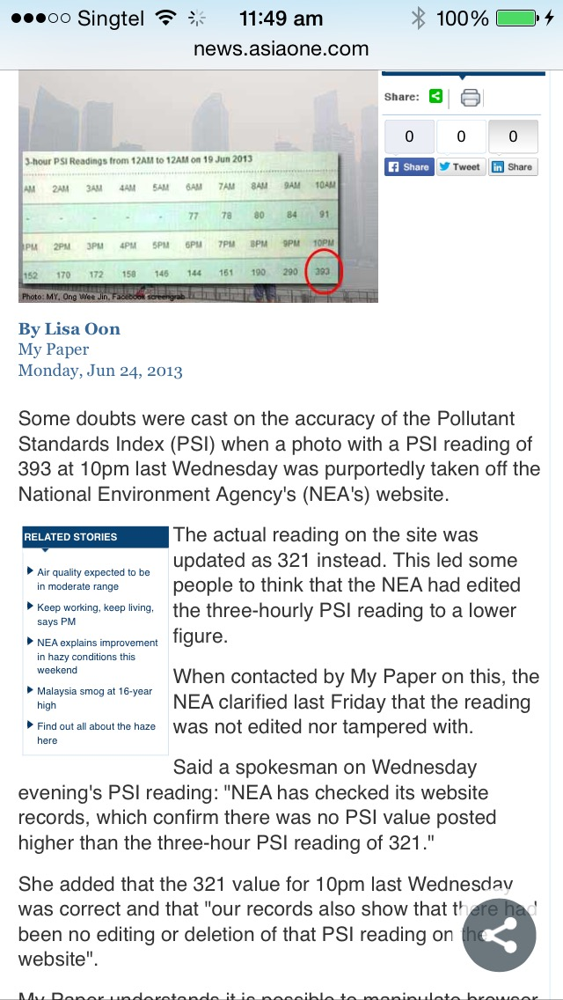 Singtel 11:49 am 100%
news.asiaone.com
Share:
0 0 0
Share Tweet Share
3-hour PSI Readings from 12AM to 12AM on 19 Jun 2013
AM 2AM 3AM 4AM 5AM 6AM 7AM 8AM 9AM 10AM
- - - - - 77 78 80 84 91
1PM 2PM 3PM 4PM 5PM 6PM 7PM 8PM 9PM 10PM
152 170 172 158 145 144 161 190 290 393
Photo: MY, Ong Wee Jin, Facebook screengrab
By Lisa Oon
My Paper
Monday, Jun 24, 2013
Some doubts were cast on the accuracy of the Pollutant
Standards Index (PSI) when a photo with a PSI reading of
393 at 10pm last Wednesday was purportedly taken off the
National Environment Agency's (NEA's) website.
RELATED STORIES
Air quality expected to be
in moderate range
Keep working, keep living,
says PM
NEA explains improvement
in hazy conditions this
weekend
Malaysia smog at 16-year
high
Find out all about the haze
here
The actual reading on the site was
updated as 321 instead. This led some
people to think that the NEA had edited
the three-hourly PSI reading to a lower
figure.
When contacted by My Paper on this, the
NEA clarified last Friday that the reading
was not edited nor tampered with.
Said a spokesman on Wednesday
evening's PSI reading: "NEA has checked its website
records, which confirm there was no PSI value posted
higher than the three-hour PSI reading of 321."
She added that the 321 value for 10pm last Wednesday
was correct and that "our records also show that there had
been no editing or deletion of that PSI reading on the
website".
My Paper understands it is possible to manipulate browser